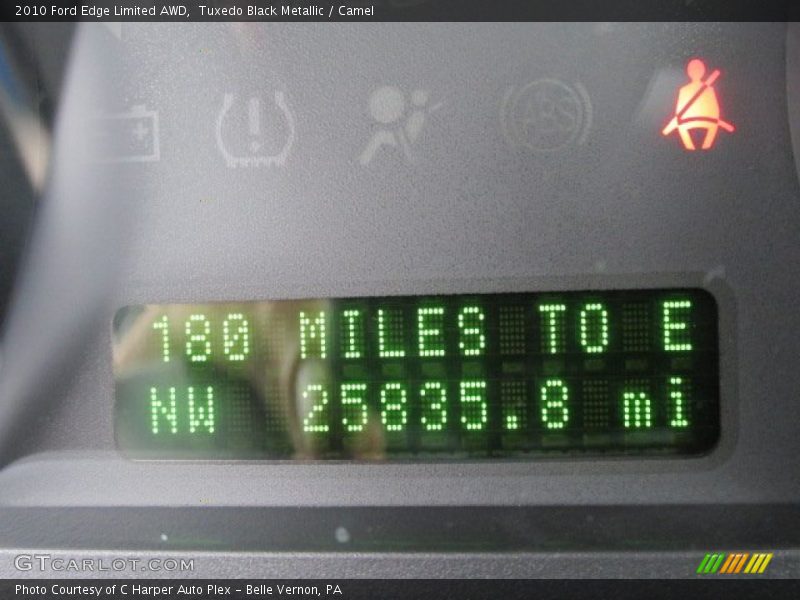 2010 Ford Edge Limited AWD,  Tuxedo Black Metallic / Camel
ABS
180 MILES TO E
NW 25835.8 mi
GTCARLOT.COM
Photo Courtesy of C Harper Auto Plex - Belle Vernon, PA